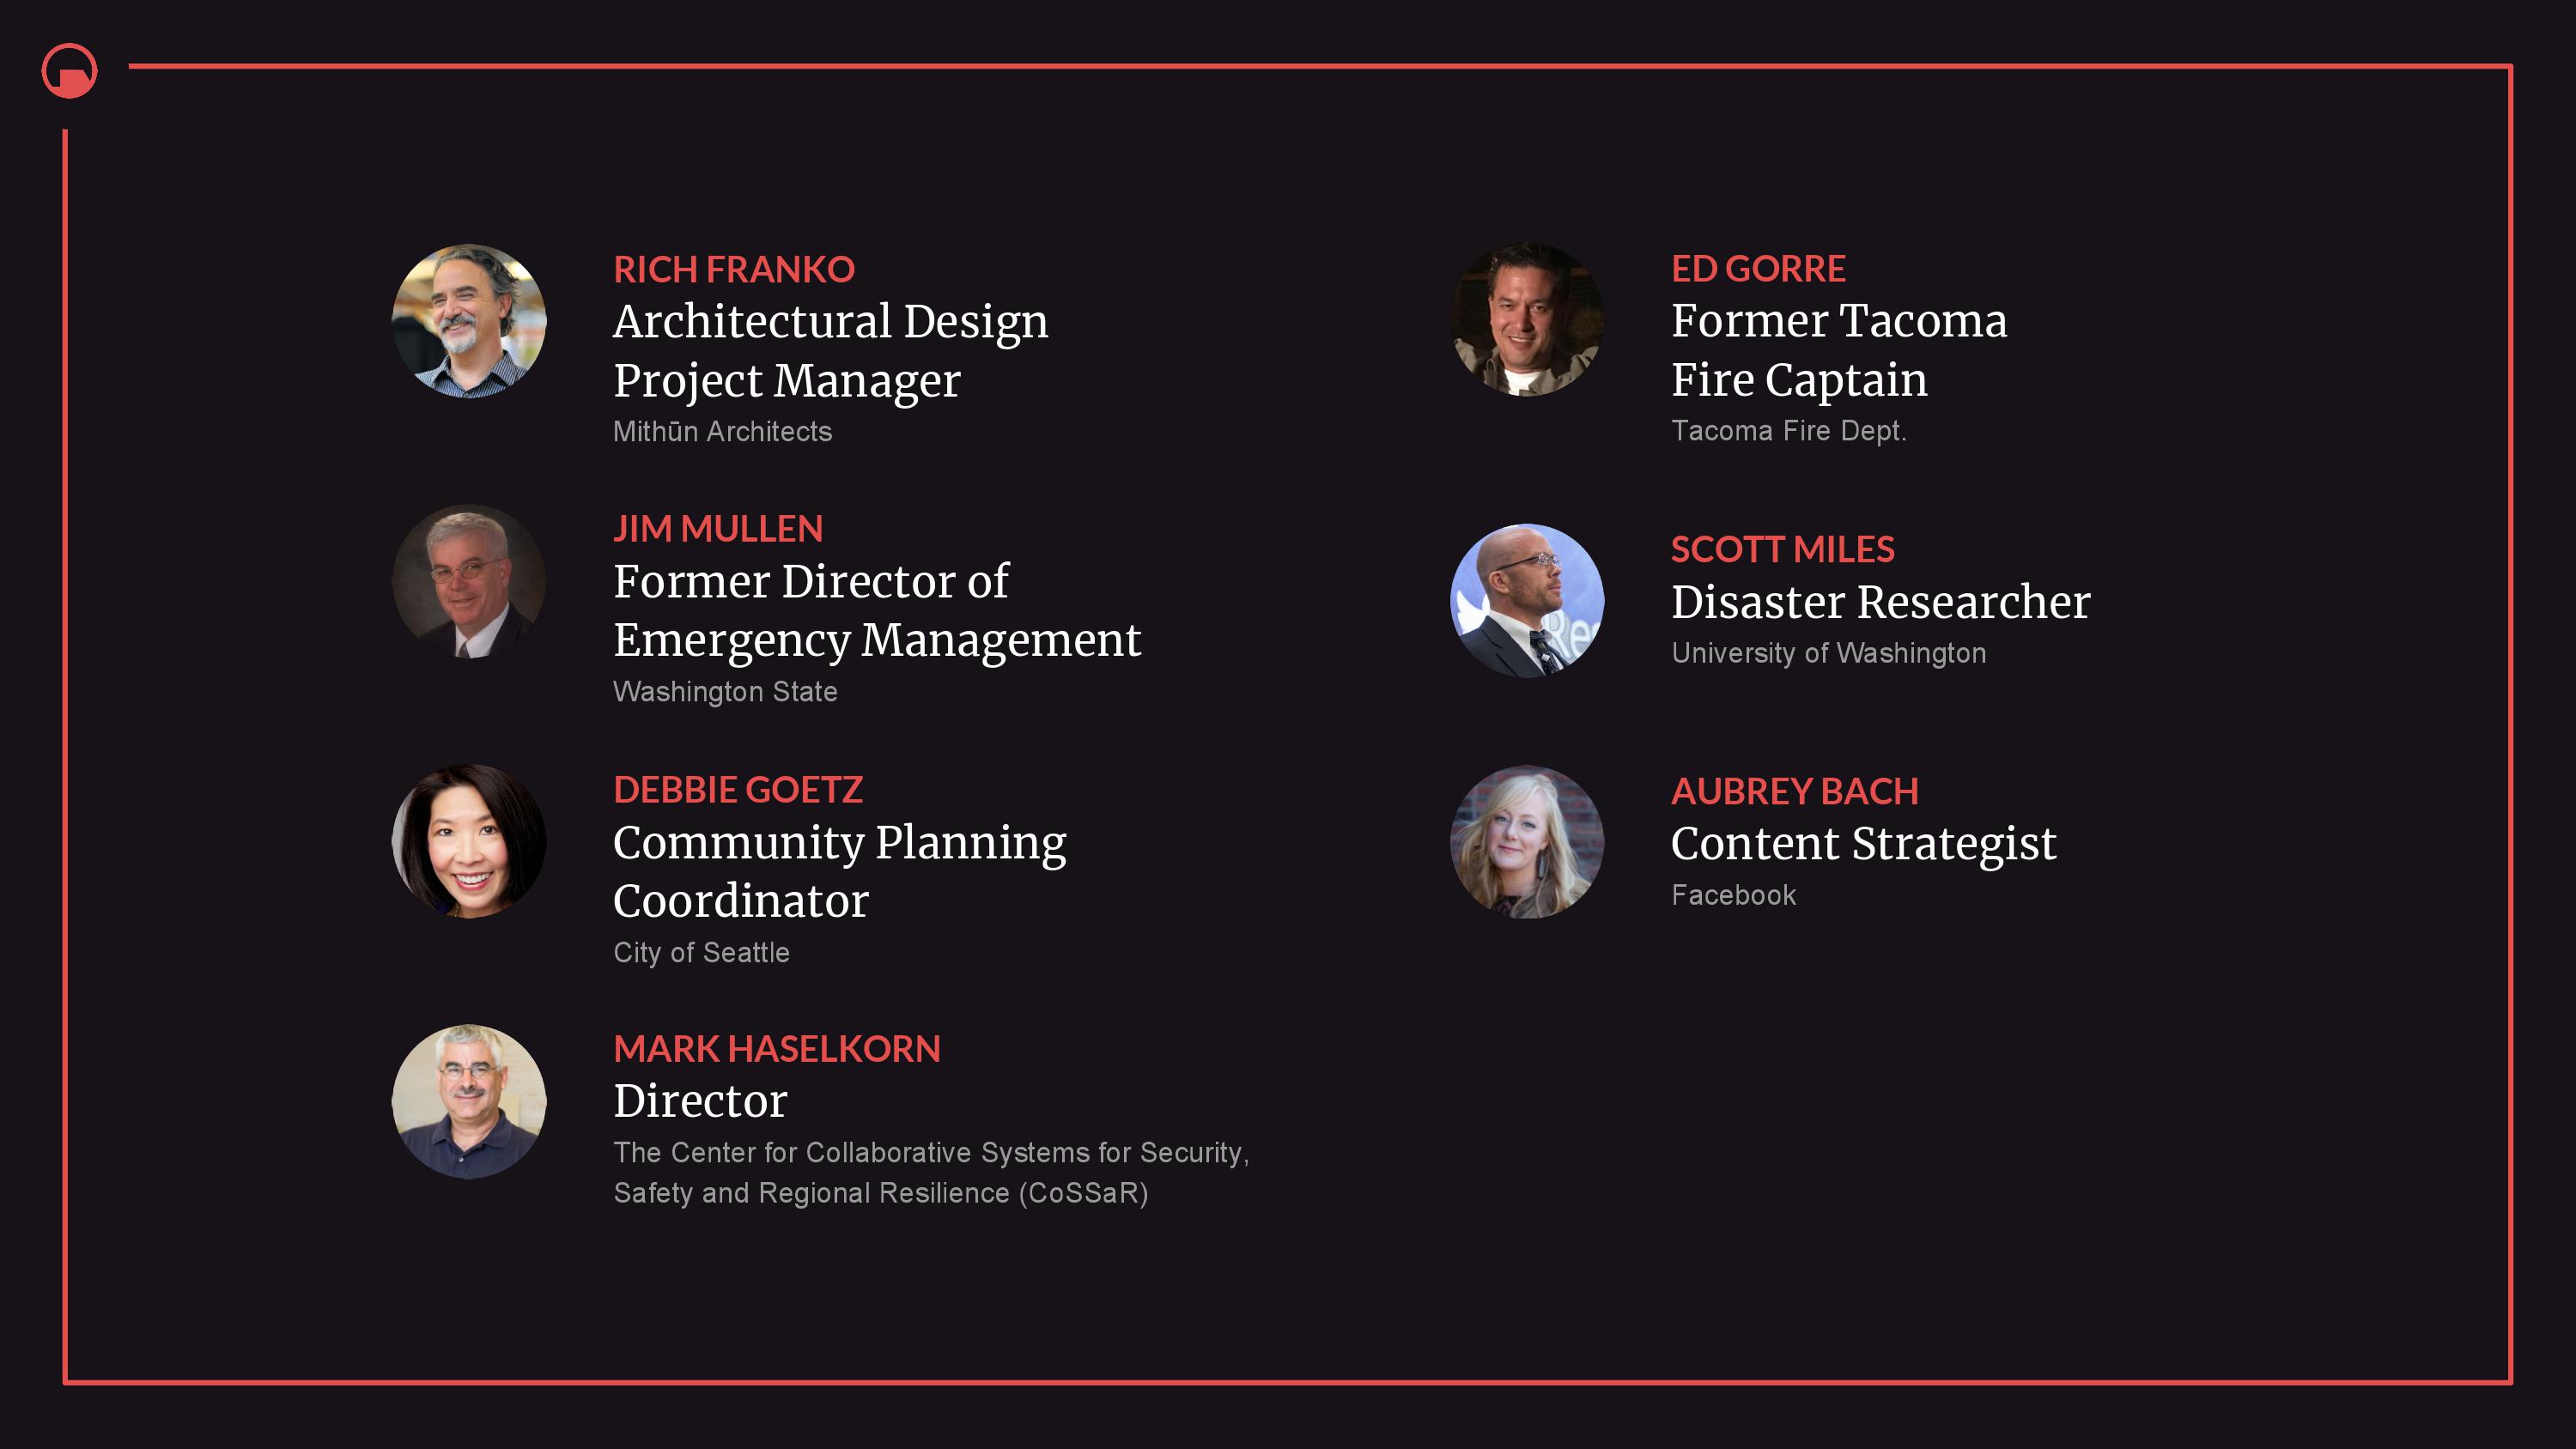 RICH FRANKO
Architectural Design
Project Manager
Mithūn Architects
JIM MULLEN
Former Director of
Emergency Management
Washington State
DEBBIE GOETZ
Community Planning
Coordinator
City of Seattle
MARK HASELKORN
Director
The Center for Collaborative Systems for Security,
Safety and Regional Resilience (CoSSaR)
ED GORRE
Former Tacoma
Fire Captain
Tacoma Fire Dept.
SCOTT MILES
Disaster Researcher
University of Washington
Res
AUBREY BACH
Content Strategist
Facebook